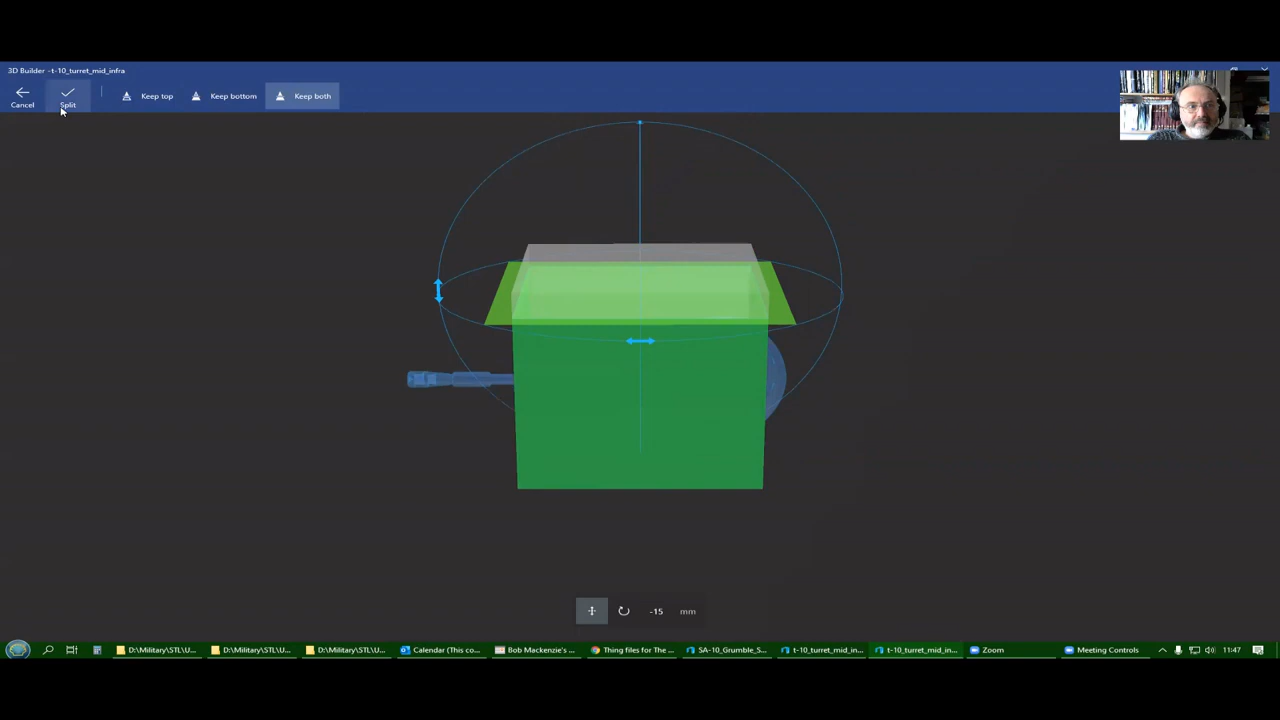 3D Builder - t-10_turret_mid_infra
Cancel
Split
Keep top
Keep bottom
Keep both
-15 mm
D:\Military\STL\U...
D:\Military\STL\U...
D:\Military\STL\U...
Calendar (This co...
Bob Mackenzie's ...
Thing files for The ...
SA-10_Grumble_S...
t-10_turret_mid_in...
t-10_turret_mid_in...
Zoom
Meeting Controls
11:47